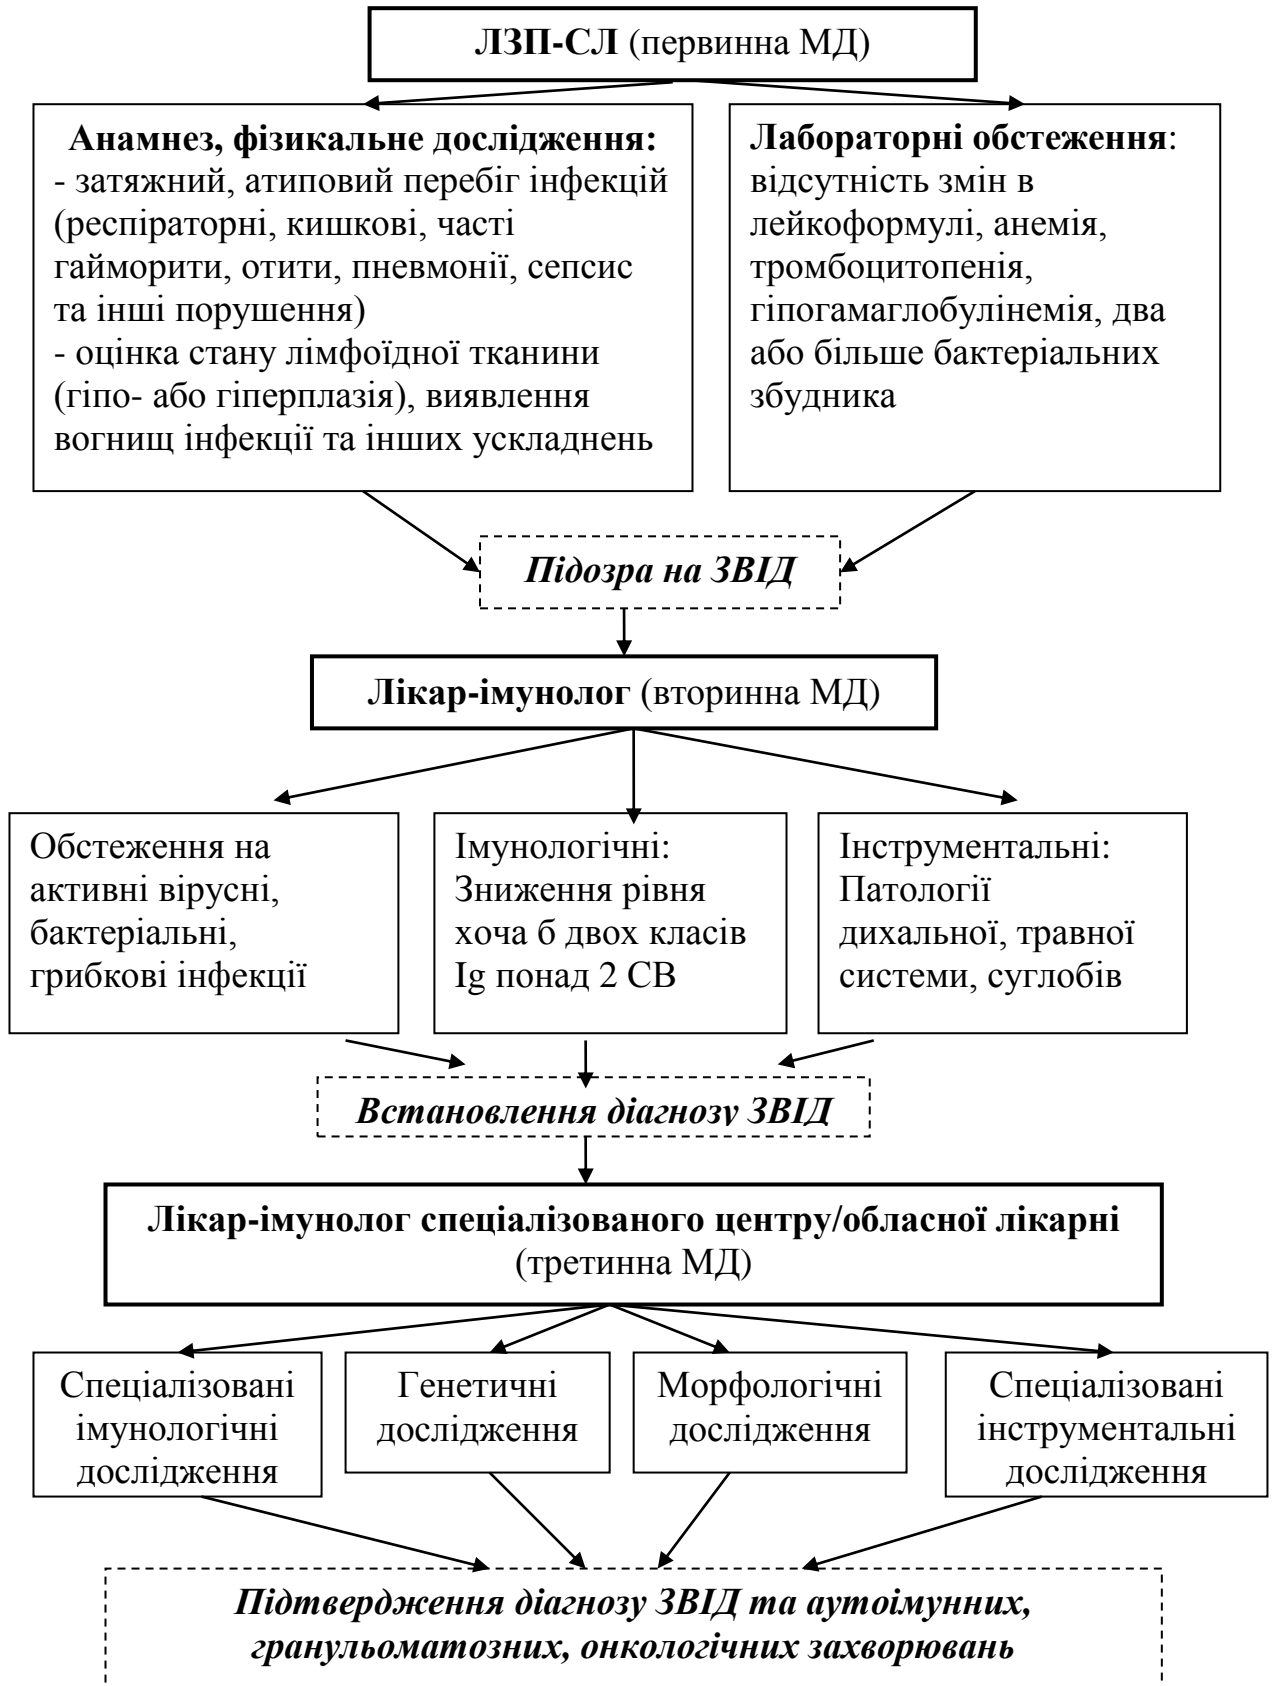 ЛЗП-СЛ (первинна МД)
Анамнез, фізикальне дослідження:
- затяжний, атиповий перебіг інфекцій
(респіраторні, кишкові, часті
гайморити, отити, пневмонії, сепсис
та інші порушення)
- оцінка стану лімфоїдної тканини
(гіпо- або гіперплазія), виявлення
вогнищ інфекції та інших ускладнень
Лабораторні обстеження:
відсутність змін в
лейкоформулі, анемія,
тромбоцитопенія,
гіпогамаглобулінемія, два
або більше бактеріальних
збудника
Підозра на ЗВІД
Лікар-імунолог (вторинна МД)
Обстеження на
активні вірусні,
бактеріальні,
грибкові інфекції
Імунологічні:
Зниження рівня
хоча б двох класів
Ig понад 2 СВ
Інструментальні:
Патології
дихальної, травної
системи, суглобів
Встановлення діагнозу ЗВІД
Лікар-імунолог спеціалізованого центру/обласної лікарні
(третинна МД)
Спеціалізовані
імунологічні
дослідження
Генетичні
дослідження
Морфологічні
дослідження
Спеціалізовані
інструментальні
дослідження
Підтвердження діагнозу ЗВІД та аутоімунних,
гранульоматозних, онкологічних захворювань